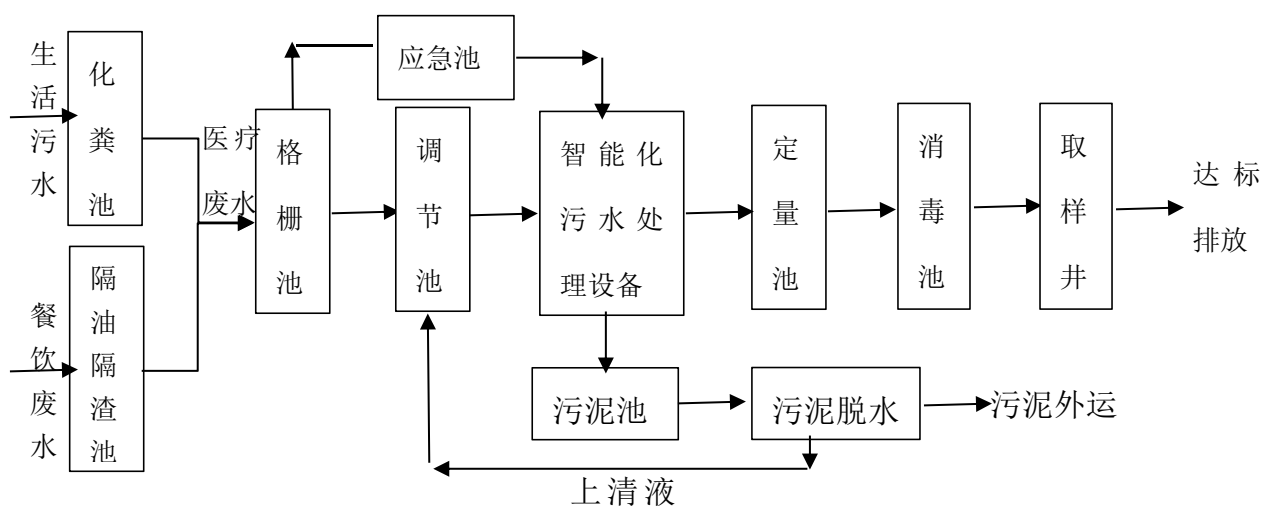 生活污水
化粪池
医疗
废水
餐饮废水
隔油隔渣池
格栅池
应急池
调节池
智能化
污水处
理设备
定量池
消毒池
取样井
达标
排放
污泥池
污泥脱水
污泥外运
上清液